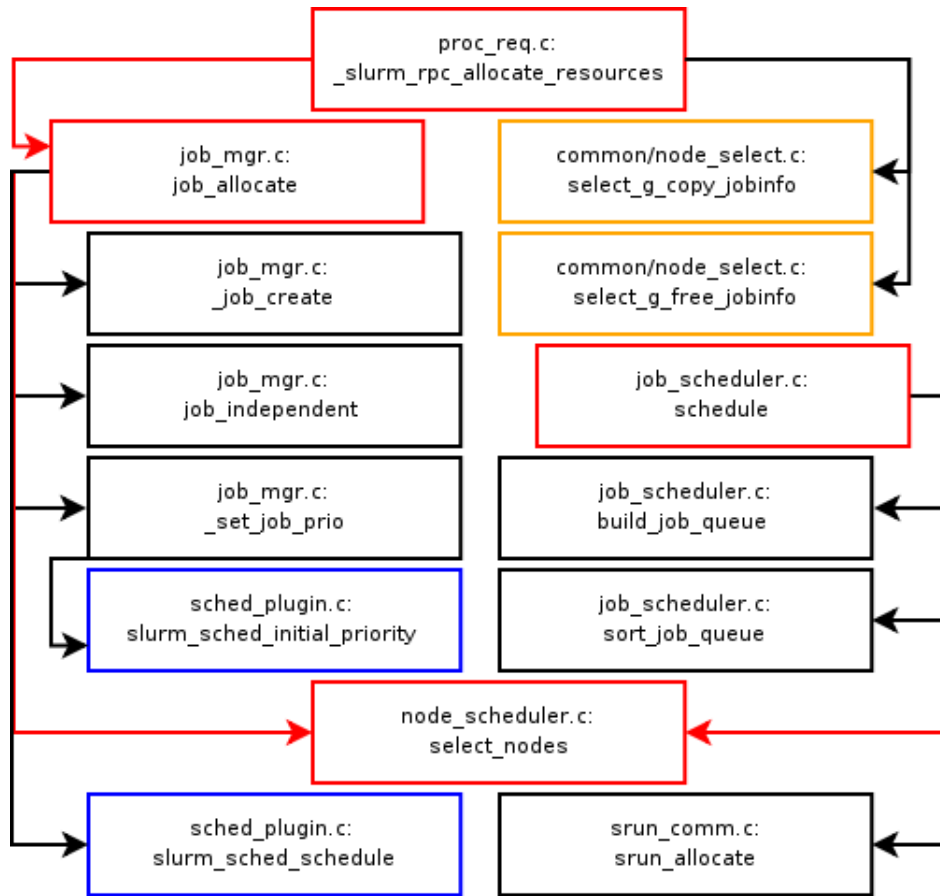 proc_req.c:
_slurm_rpc_allocate_resources
job_mgr.c:
job_allocate
common/node_select.c:
select_g_copy_jobinfo
job_mgr.c:
_job_create
common/node_select.c:
select_g_free_jobinfo
job_mgr.c:
job_independent
job_scheduler.c:
schedule
job_mgr.c:
_set_job_prio
job_scheduler.c:
build_job_queue
sched_plugin.c:
slurm_sched_initial_priority
job_scheduler.c:
sort_job_queue
node_scheduler.c:
select_nodes
sched_plugin.c:
slurm_sched_schedule
srun_comm.c:
srun_allocate